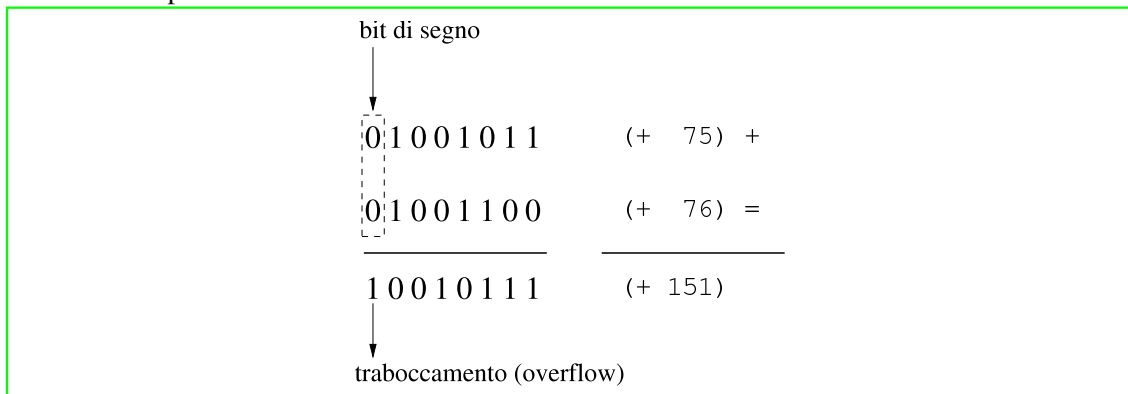 bit di segno
01001011 (+ 75) +
01001100 (+ 76) =
10010111 (+ 151)
traboccamento (overflow)